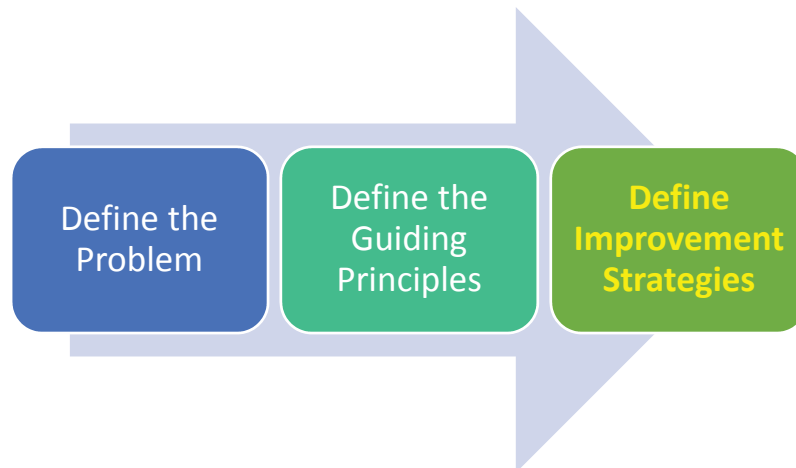 Define the
Problem
Define the
Guiding
Principles
Define
Improvement
Strategies